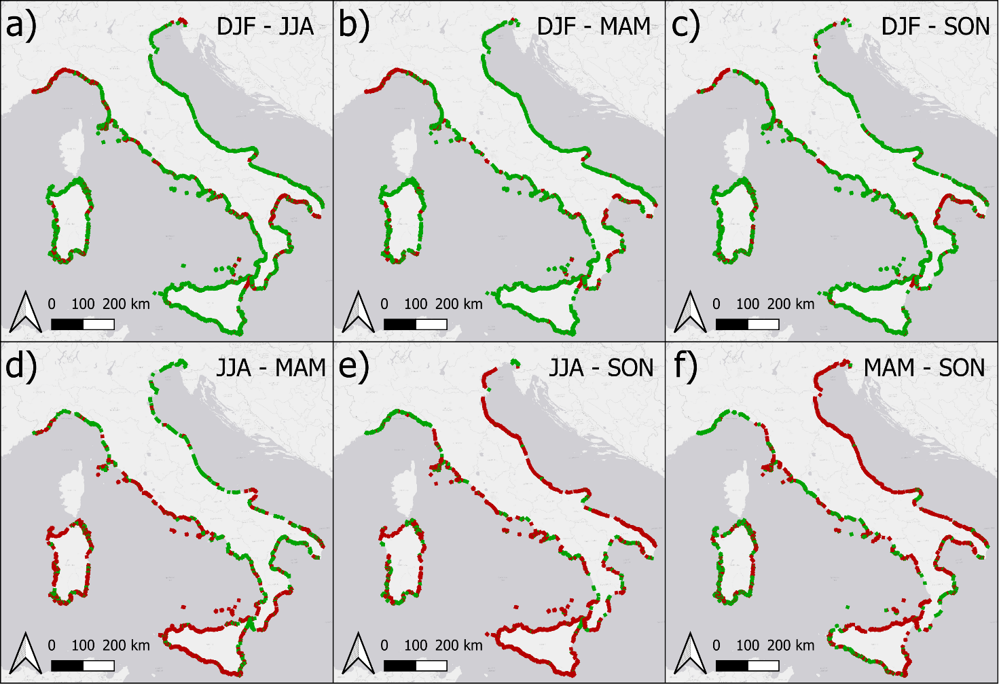 a) DJF - JJA
b) DJF - MAM
c) DJF - SON
0 100 200 km
0 100 200 km
0 100 200 km
d) JJA - MAM
e) JJA - SON
f) MAM - SON
0 100 200 km
0 100 200 km
0 100 200 km